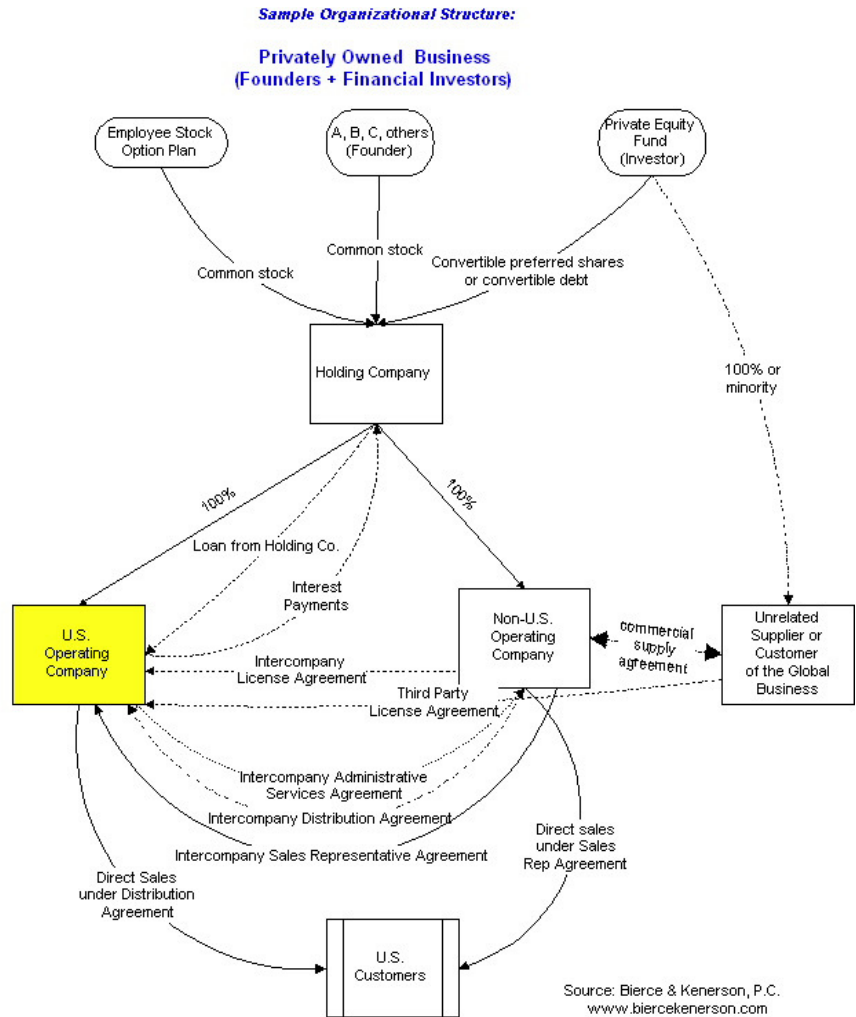 Sample Organizational Structure:
Privately Owned Business
(Founders + Financial Investors)
Employee Stock
Option Plan
A, B, C, others
(Founder)
Private Equity
Fund
(Investor)
Common stock
Common stock
Convertible preferred shares
or convertible debt
Holding Company
100% or
minority
100%
100%
Loan from Holding Co.
Interest
Payments
U.S.
Operating
Company
Non-U.S.
Operating
Company
commercial
supply
agreement
Unrelated
Supplier or
Customer
of the Global
Business
Intercompany
License Agreement
Third Party
License Agreement
Intercompany Administrative
Services Agreement
Intercompany Distribution Agreement
Intercompany Sales Representative Agreement
Direct sales
under Sales
Rep Agreement
Direct Sales
under Distribution
Agreement
U.S.
Customers
Source: Bierce & Kenerson, P.C.
www.biercekenerson.com